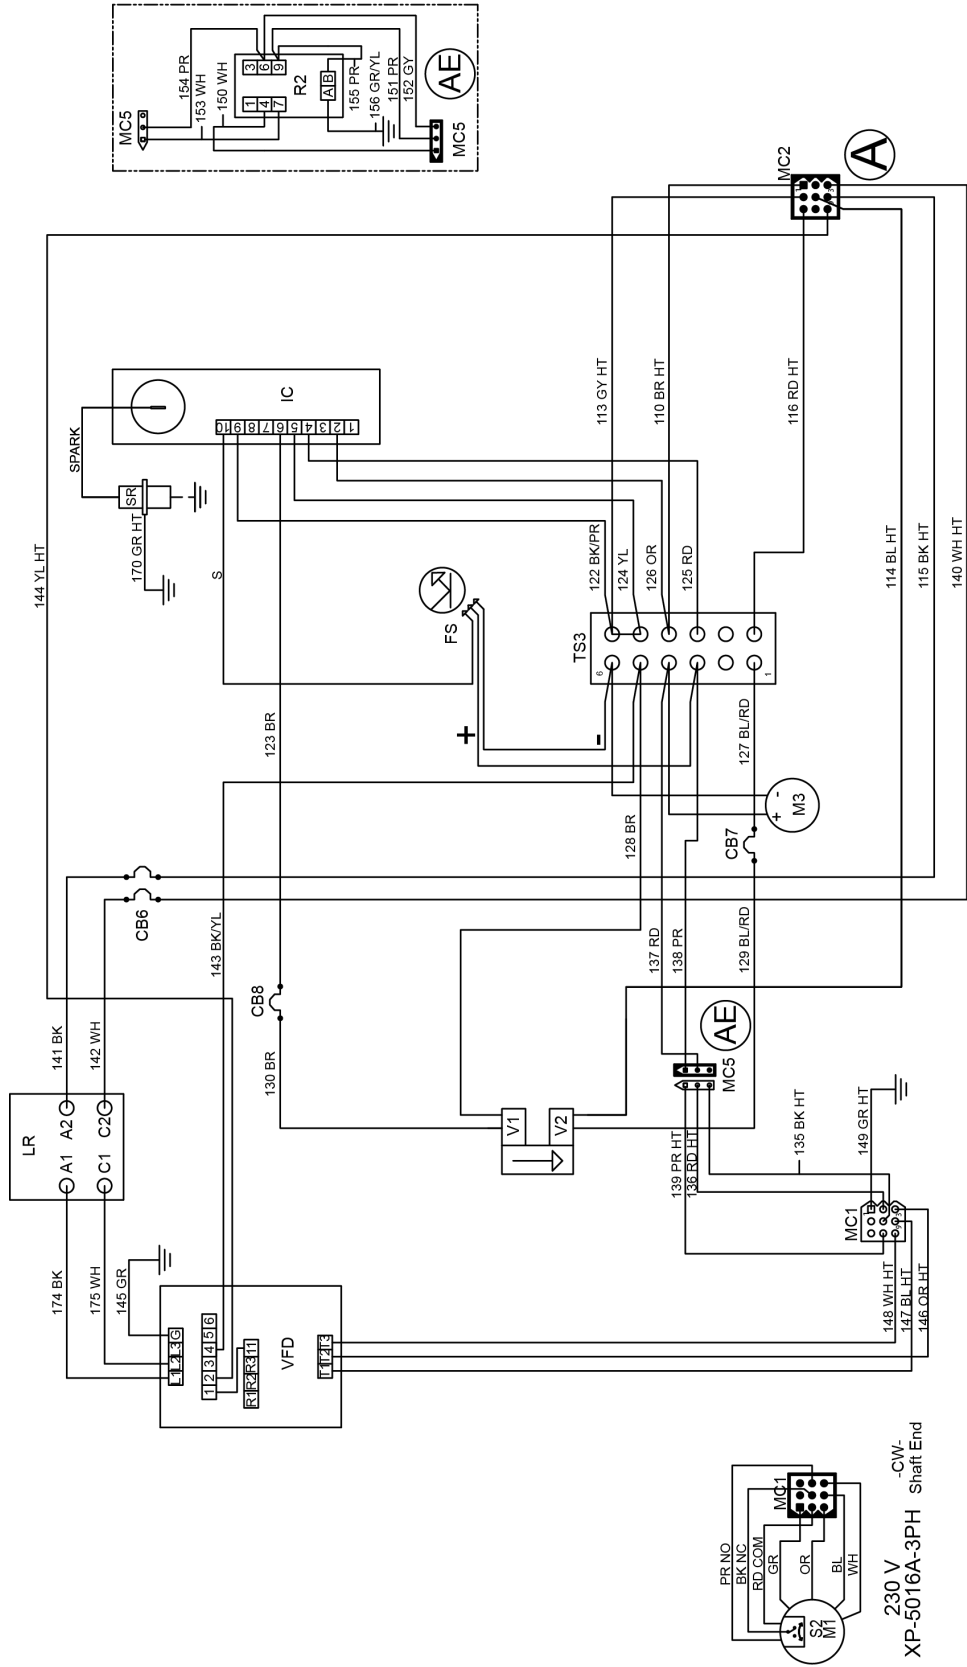 MC5
154 PR
153 WH
150 WH
3 6 9
1 4 7
R2
A B
155 PR
156 GR/YL
151 PR
152 GY
MC5
AE
MC2
1
3
A
144 YL HT
SPARK
SR
170 GR HT
IC
10 9 8 7 6 5 4 3 2 1
S
FS
113 GY HT
110 BR HT
116 RD HT
114 BL HT
115 BK HT
140 WH HT
122 BK/PR
124 YL
126 OR
125 RD
TS3
6
1
123 BR
+
-
127 BL/RD
M3
+
-
128 BR
CB7
CB6
143 BK/YL
CB8
137 RD
138 PR
129 BL/RD
141 BK
142 WH
130 BR
AE
MC5
LR
A1 A2
C1 C2
V1
V2
139 PR HT
136 RD HT
135 BK HT
149 GR HT
MC1
1
3
9
174 BK
175 WH
145 GR
148 WH HT
147 BL HT
146 OR HT
L1 L2 L3 G
1 2 3 4 5 6
R1 R2 R3 11
VFD
T1 T2 T3
PR NO
BK NC
RD COM
GR
OR
BL
WH
MC1
S2
M1
230 V
XP-5016A-3PH
-CW-
Shaft End